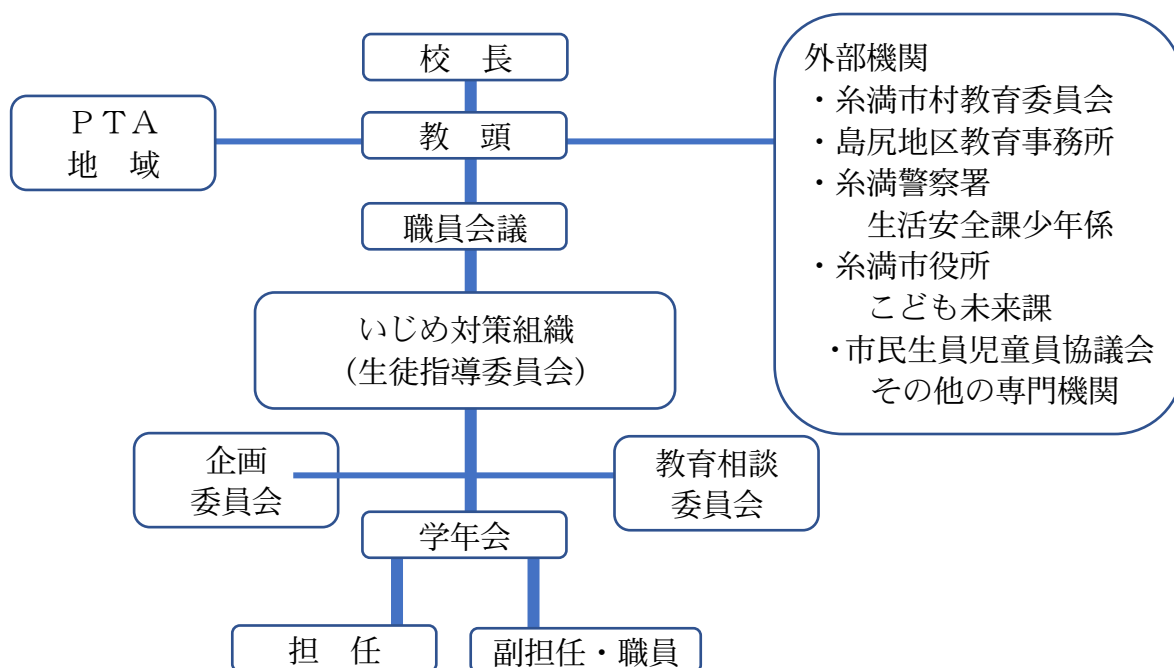 校　長
ＰＴＡ
地　域
教　頭
外部機関
・糸満市村教育委員会
・島尻地区教育事務所
・糸満警察署
生活安全課少年係
・糸満市役所
こども未来課
・市民生員児童員協議会
その他の専門機関
職員会議
いじめ対策組織
（生徒指導委員会）
企画
委員会
教育相談
委員会
学年会
担　任
副担任・職員